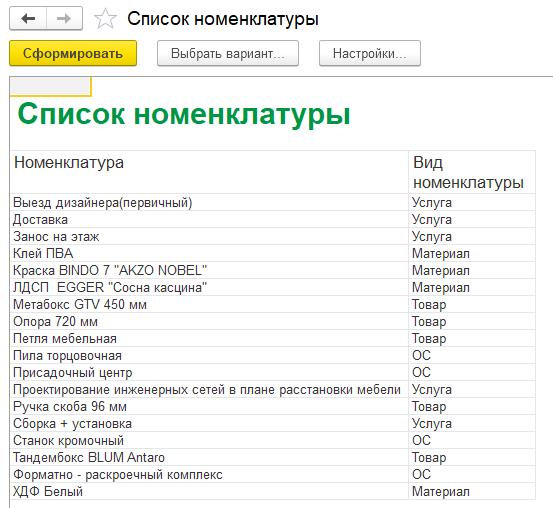 Список номенклатуры
Сформировать Выбрать вариант... Настройки...
Список номенклатуры
Номенклатура Вид
номенклатуры
Выезд дизайнера(первичный) Услуга
Доставка Услуга
Занос на этаж Услуга
Клей ПВА Материал
Краска BINDO 7 "AKZO NOBEL" Материал
ЛДСП  EGGER "Сосна касцина" Материал
Метабокс GTV 450 мм Товар
Опора 720 мм Товар
Петля мебельная Товар
Пила торцовочная ОС
Присадочный центр ОС
Проектирование инженерных сетей в плане расстановки мебели Услуга
Ручка скоба 96 мм Товар
Сборка + установка Услуга
Станок кромочный ОС
Тандембокс BLUM Antaro Товар
Форматно - раскроечный комплекс ОС
ХДФ Белый Материал